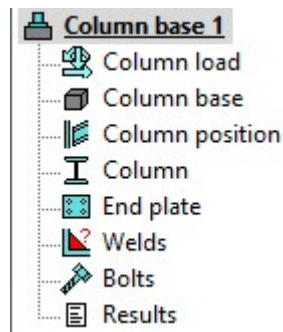 Column base 1
Column load
Column base
Column position
Column
End plate
Welds
Bolts
Results